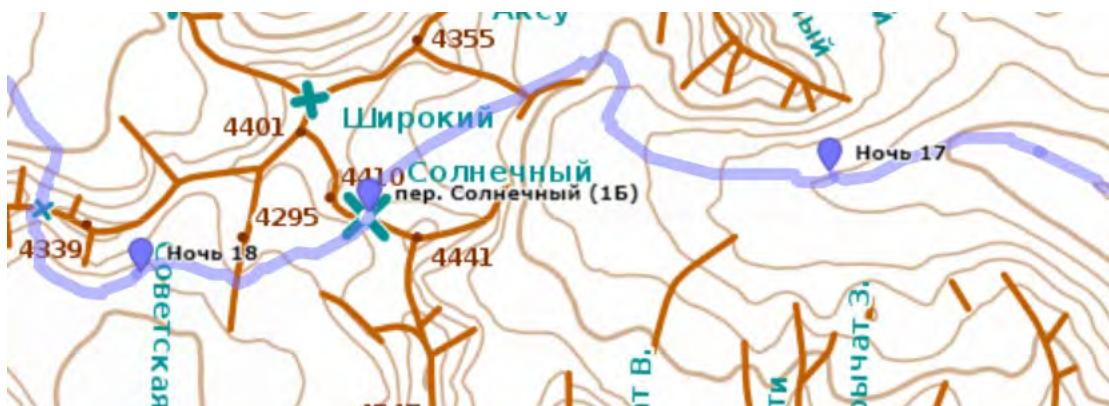 Аксу
4355
4401
Широкий
Ночь 17
4410
Солнечный
пер. Солнечный (1Б)
4295
4339
Ночь 18
4441
Советская